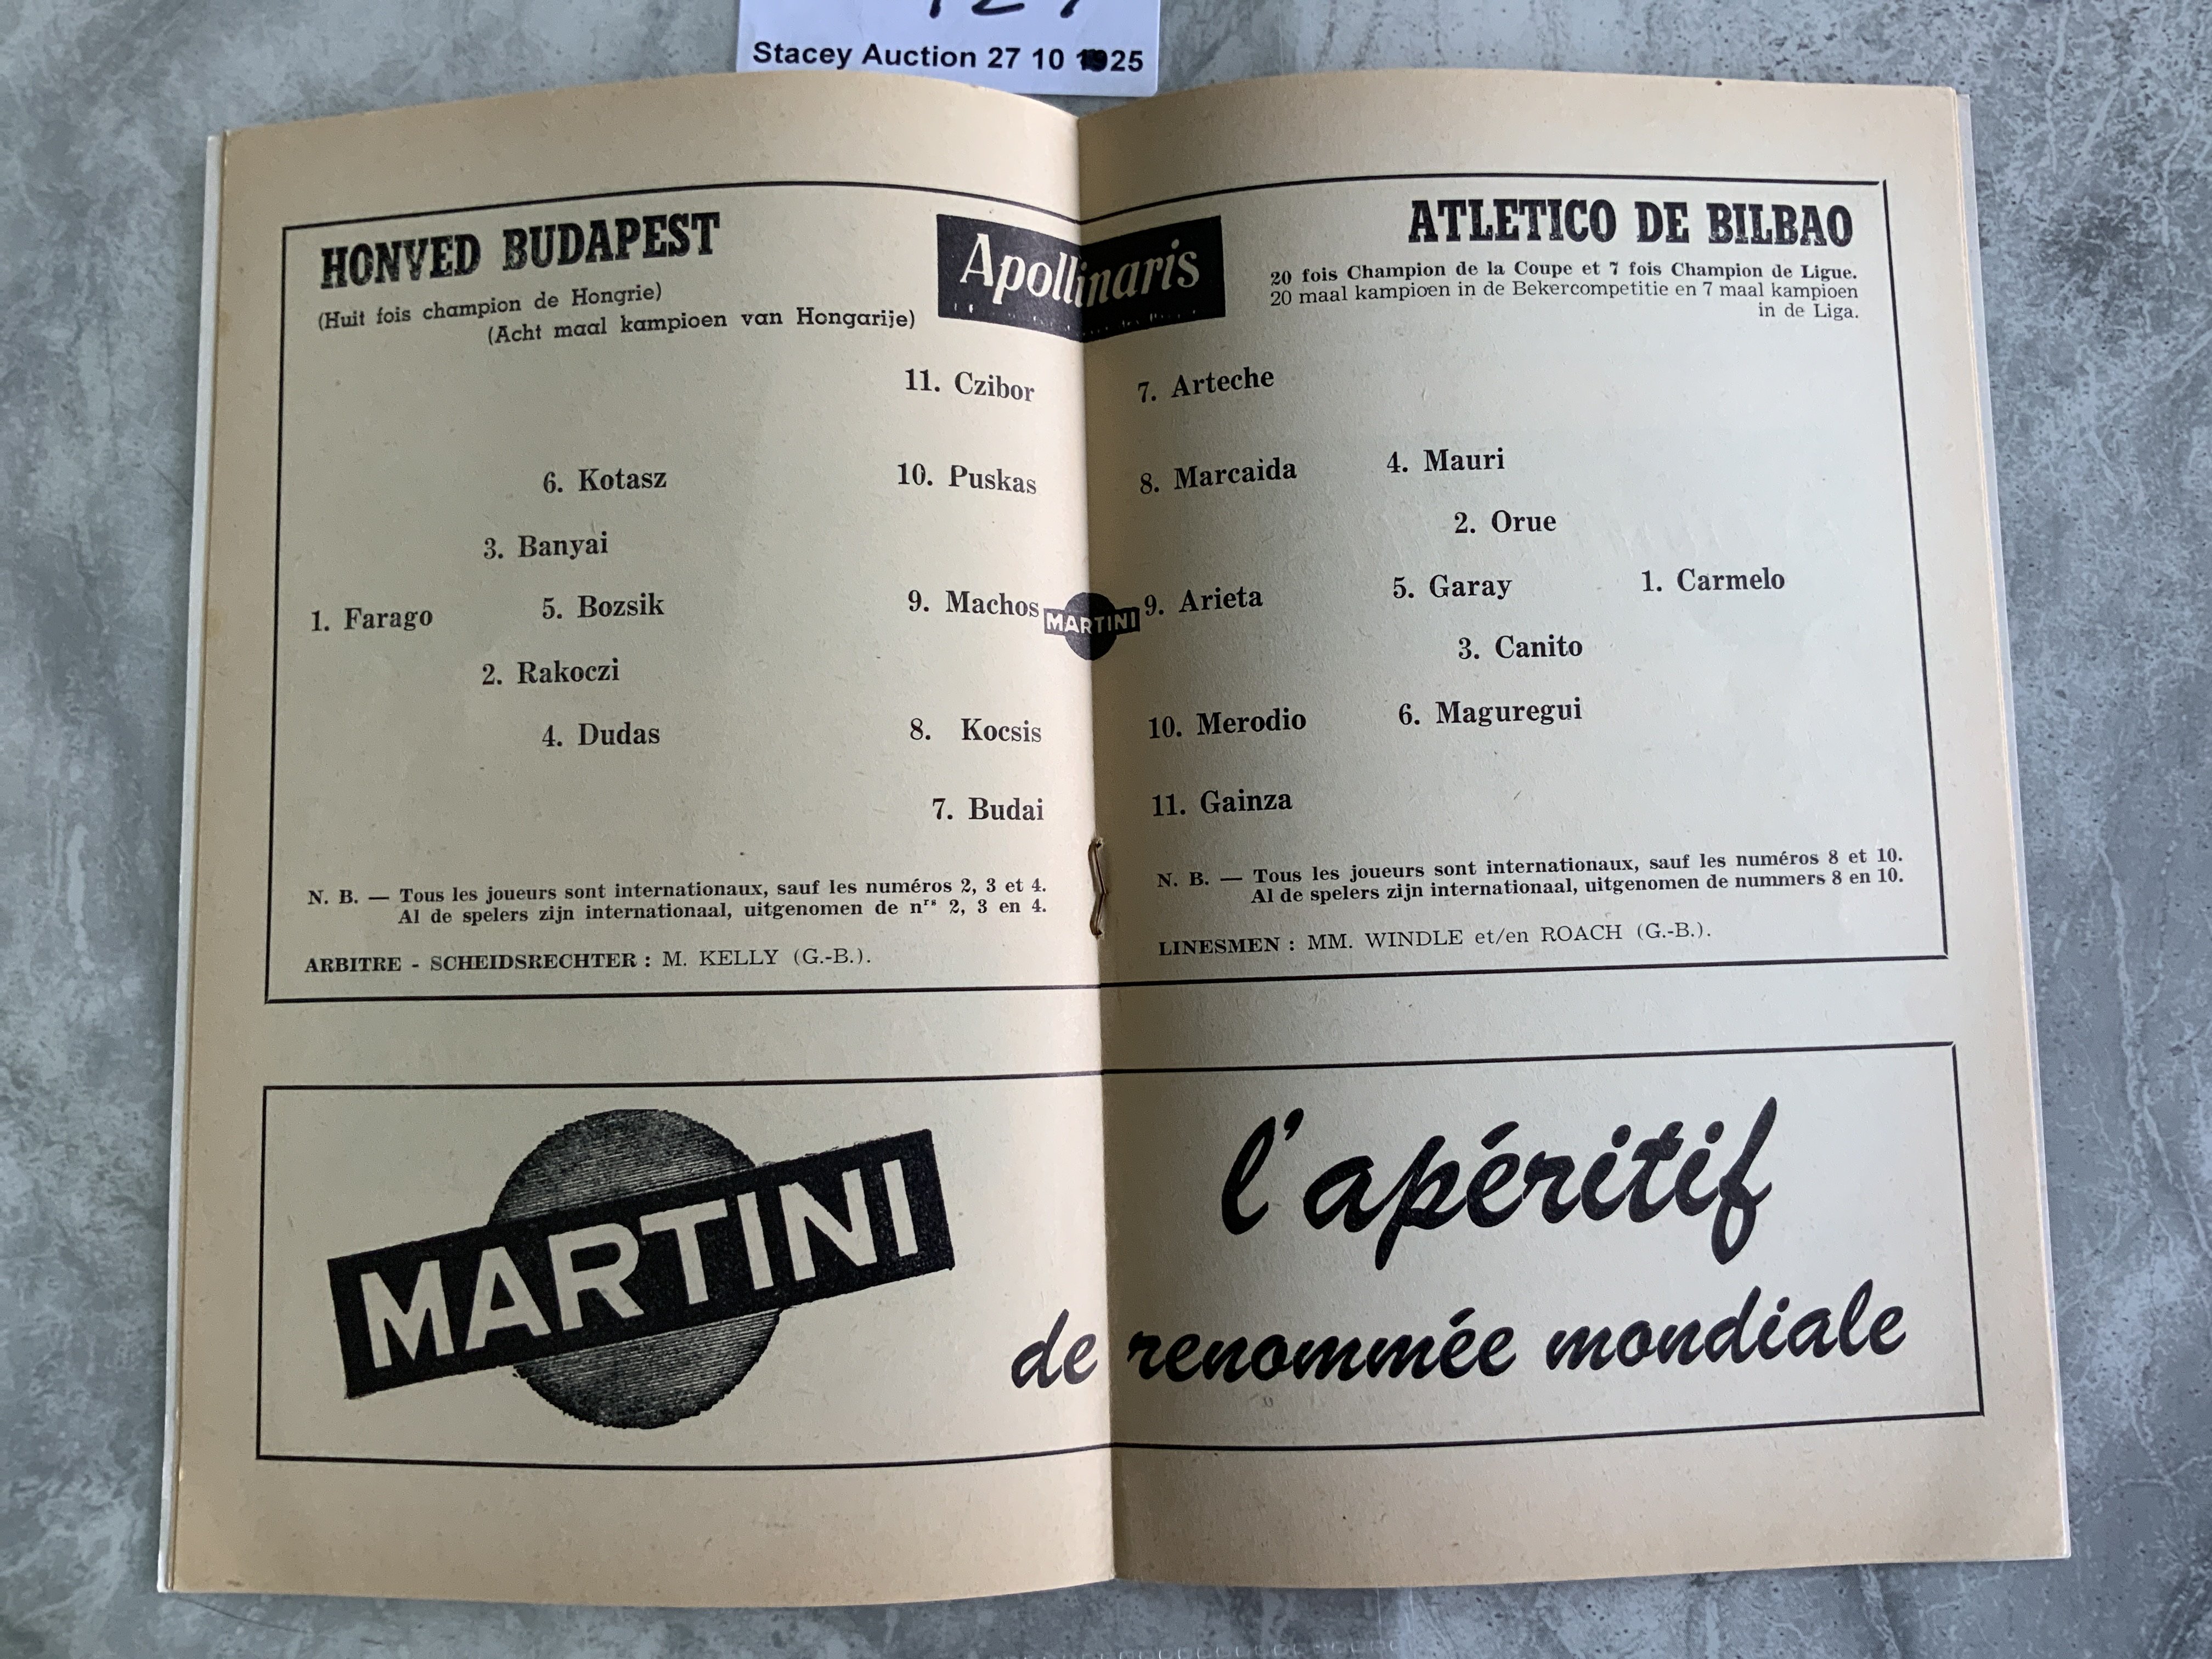 Stacey Auction 27 10 25
HONVED BUDAPEST
(Huit fois champion de Hongrie)
(Acht maal kampioen van Hongarije)
Apollinaris
11. Czibor
6. Kotasz
10. Puskas
3. Banyai
1. Farago
5. Bozsik
9. Machos
2. Rakoczi
4. Dudas
8. Kocsis
7. Budai
N. B. — Tous les joueurs sont internationaux, sauf les numéros 2, 3 et 4.
Al de spelers zijn internationaal, uitgenomen de nrs 2, 3 en 4.
ARBITRE - SCHEIDSRECHTER : M. KELLY (G.-B.).
MARTINI
ATLETICO DE BILBAO
20 fois Champion de la Coupe et 7 fois Champion de Ligue.
20 maal kampioen in de Bekercompetitie en 7 maal kampioen
in de Liga.
7. Arteche
8. Marcaida
4. Mauri
2. Orue
9. Arieta
5. Garay
1. Carmelo
3. Canito
10. Merodio
6. Maguregui
11. Gainza
N. B. — Tous les joueurs sont internationaux, sauf les numéros 8 et 10.
Al de spelers zijn internationaal, uitgenomen de nummers 8 en 10.
LINESMEN : MM. WINDLE et/en ROACH (G.-B.).
MARTINI
l'apéritif
de renommée mondiale